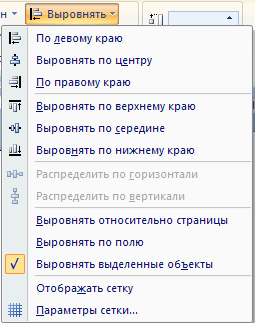 н Выровнять
По левому краю
Выровнять по центру
По правому краю
Выровнять по верхнему краю
Выровнять по середине
Выровнять по нижнему краю
Распределить по горизонтали
Распределить по вертикали
Выровнять относительно страницы
Выровнять по полю
Выровнять выделенные объекты
Отображать сетку
Параметры сетки...